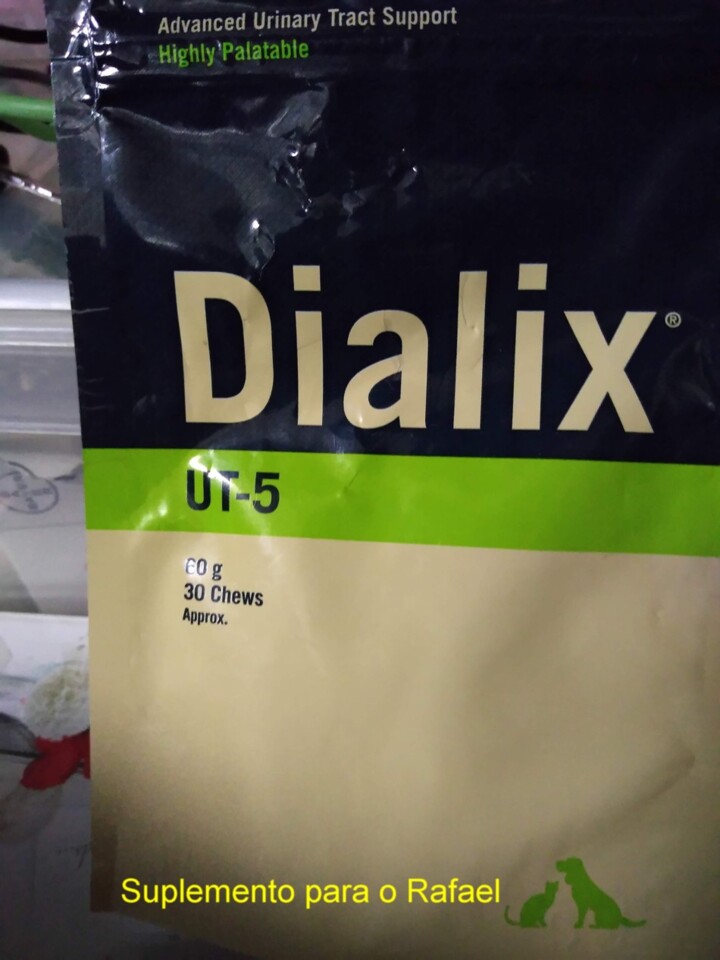 Advanced Urinary Tract Support
Highly Palatable
Dialix®
UT-5
60 g
30 Chews
Approx.
Suplemento para o Rafael